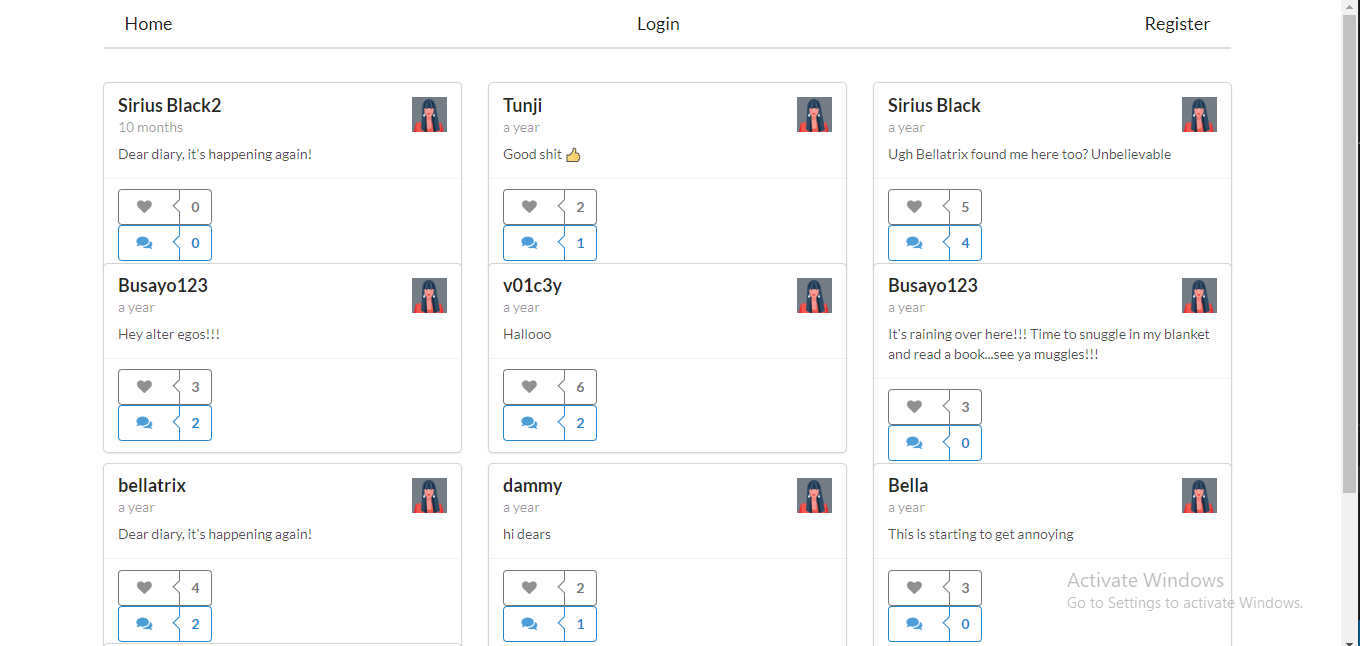 Home
Login
Register
Sirius Black2
10 months
Dear diary, it's happening again!
0
0
Tunji
a year
Good shit 👍
2
1
Sirius Black
a year
Ugh Bellatrix found me here too? Unbelievable
5
4
Busayo123
a year
Hey alter egos!!!
3
2
v01c3y
a year
Hallooo
6
2
Busayo123
a year
It's raining over here!!! Time to snuggle in my blanket
and read a book...see ya muggles!!!
3
0
bellatrix
a year
Dear diary, it's happening again!
4
2
dammy
a year
hi dears
2
1
Bella
a year
This is starting to get annoying
3
0
Activate Windows
Go to Settings to activate Windows.